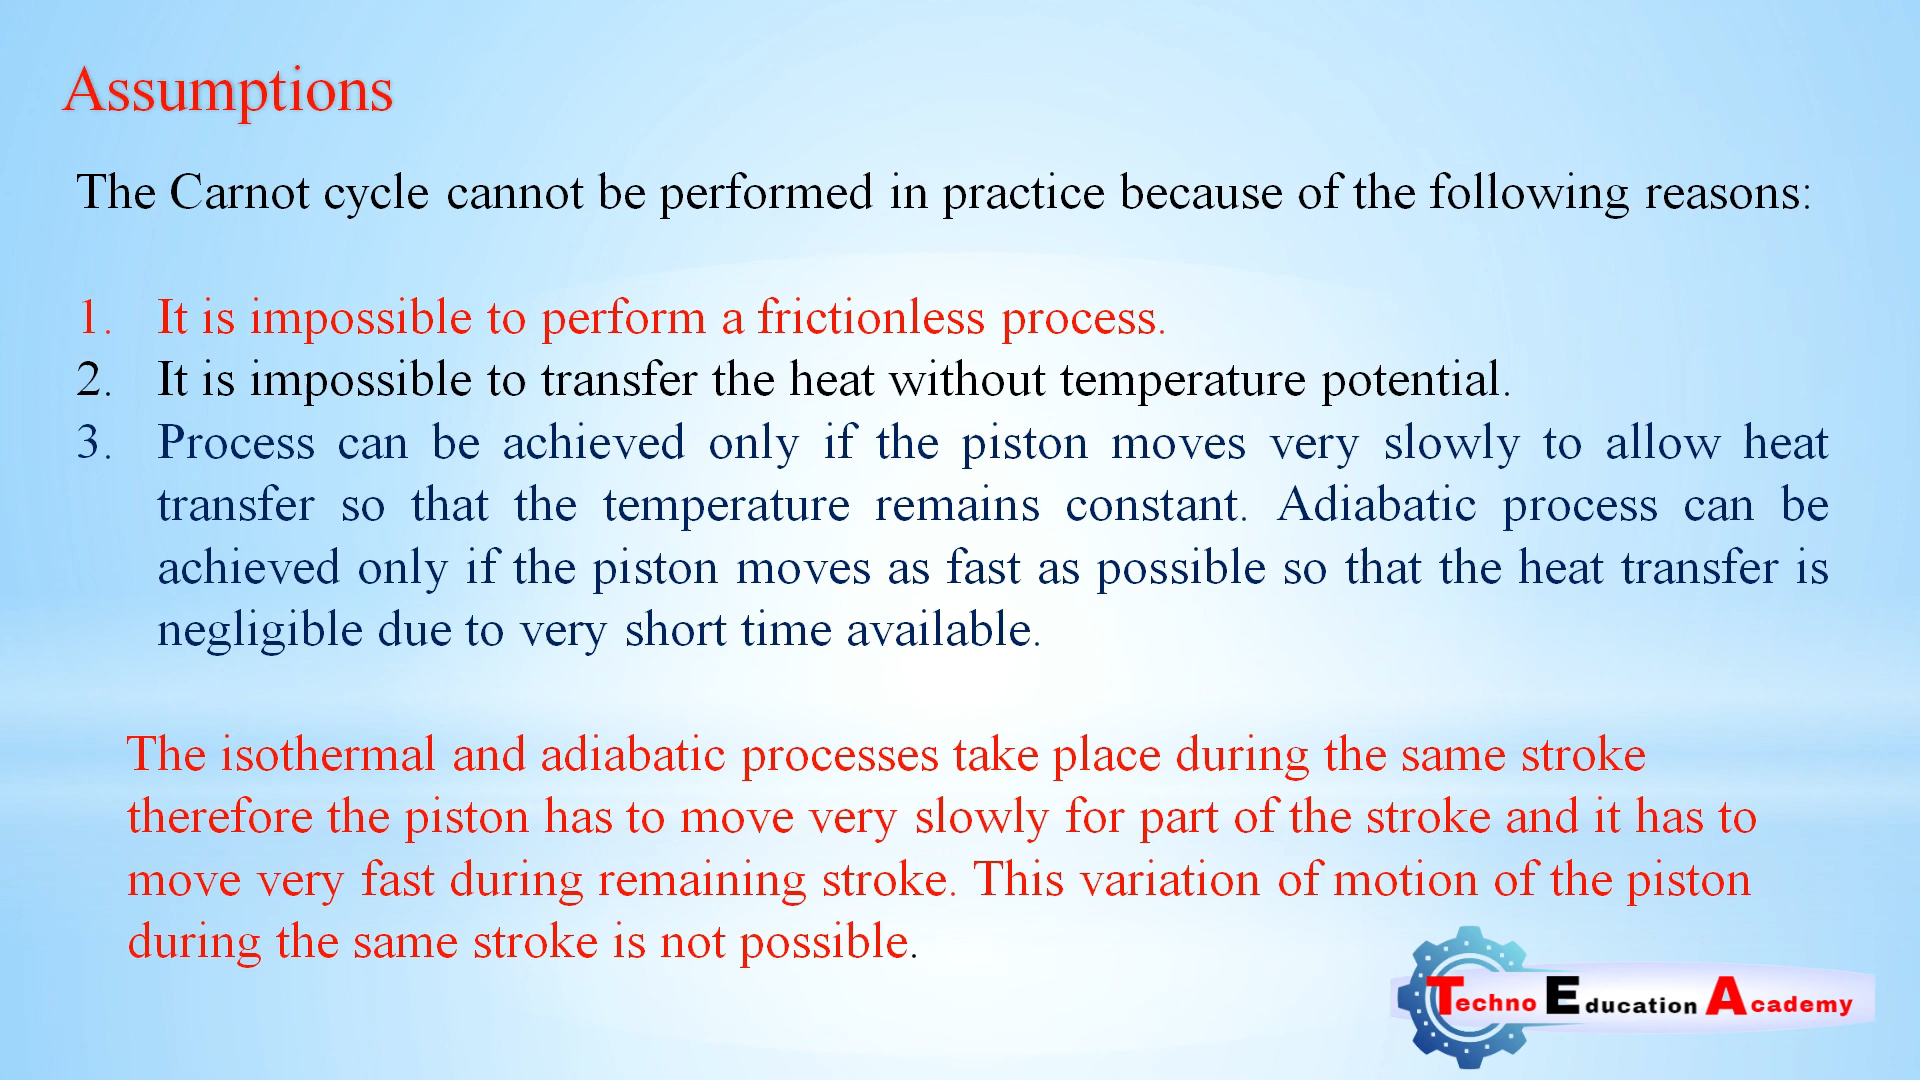 Assumptions
The Carnot cycle cannot be performed in practice because of the following reasons:
1. It is impossible to perform a frictionless process.
2. It is impossible to transfer the heat without temperature potential.
3. Process can be achieved only if the piston moves very slowly to allow heat
transfer so that the temperature remains constant. Adiabatic process can be
achieved only if the piston moves as fast as possible so that the heat transfer is
negligible due to very short time available.
The isothermal and adiabatic processes take place during the same stroke
therefore the piston has to move very slowly for part of the stroke and it has to
move very fast during remaining stroke. This variation of motion of the piston
during the same stroke is not possible.
Techno Education Academy